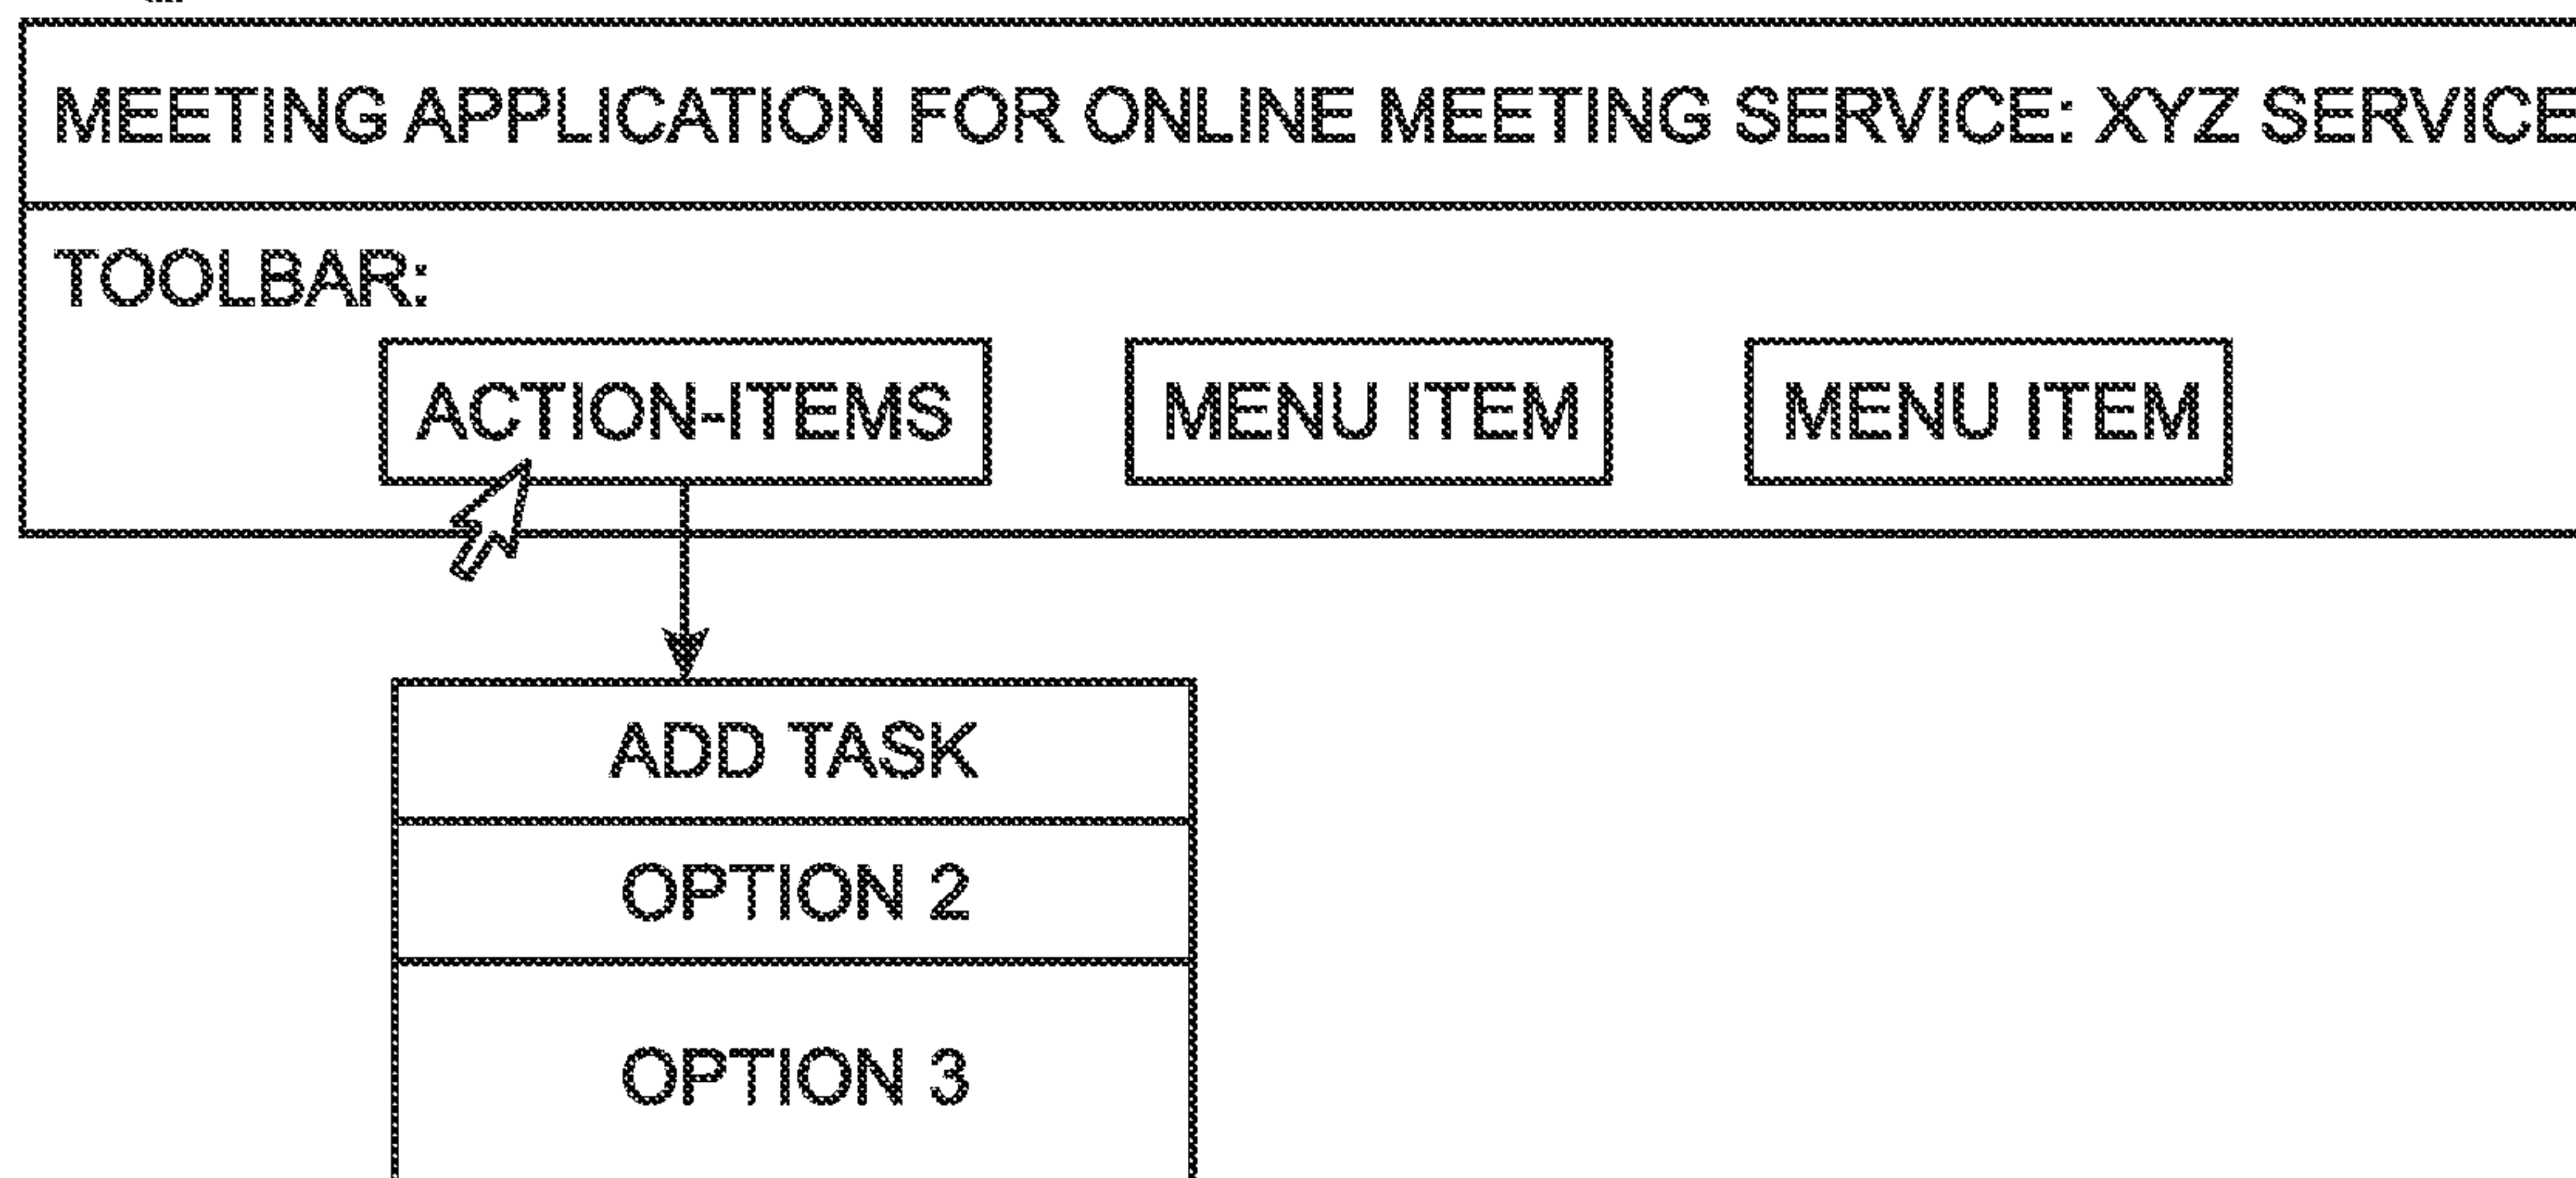 MEETING APPLICATION FOR ONLINE MEETING SERVICE: XYZ SERVICE
TOOLBAR:
ACTION-ITEMS MENU ITEM MENU ITEM
ADD TASK
OPTION 2
OPTION 3